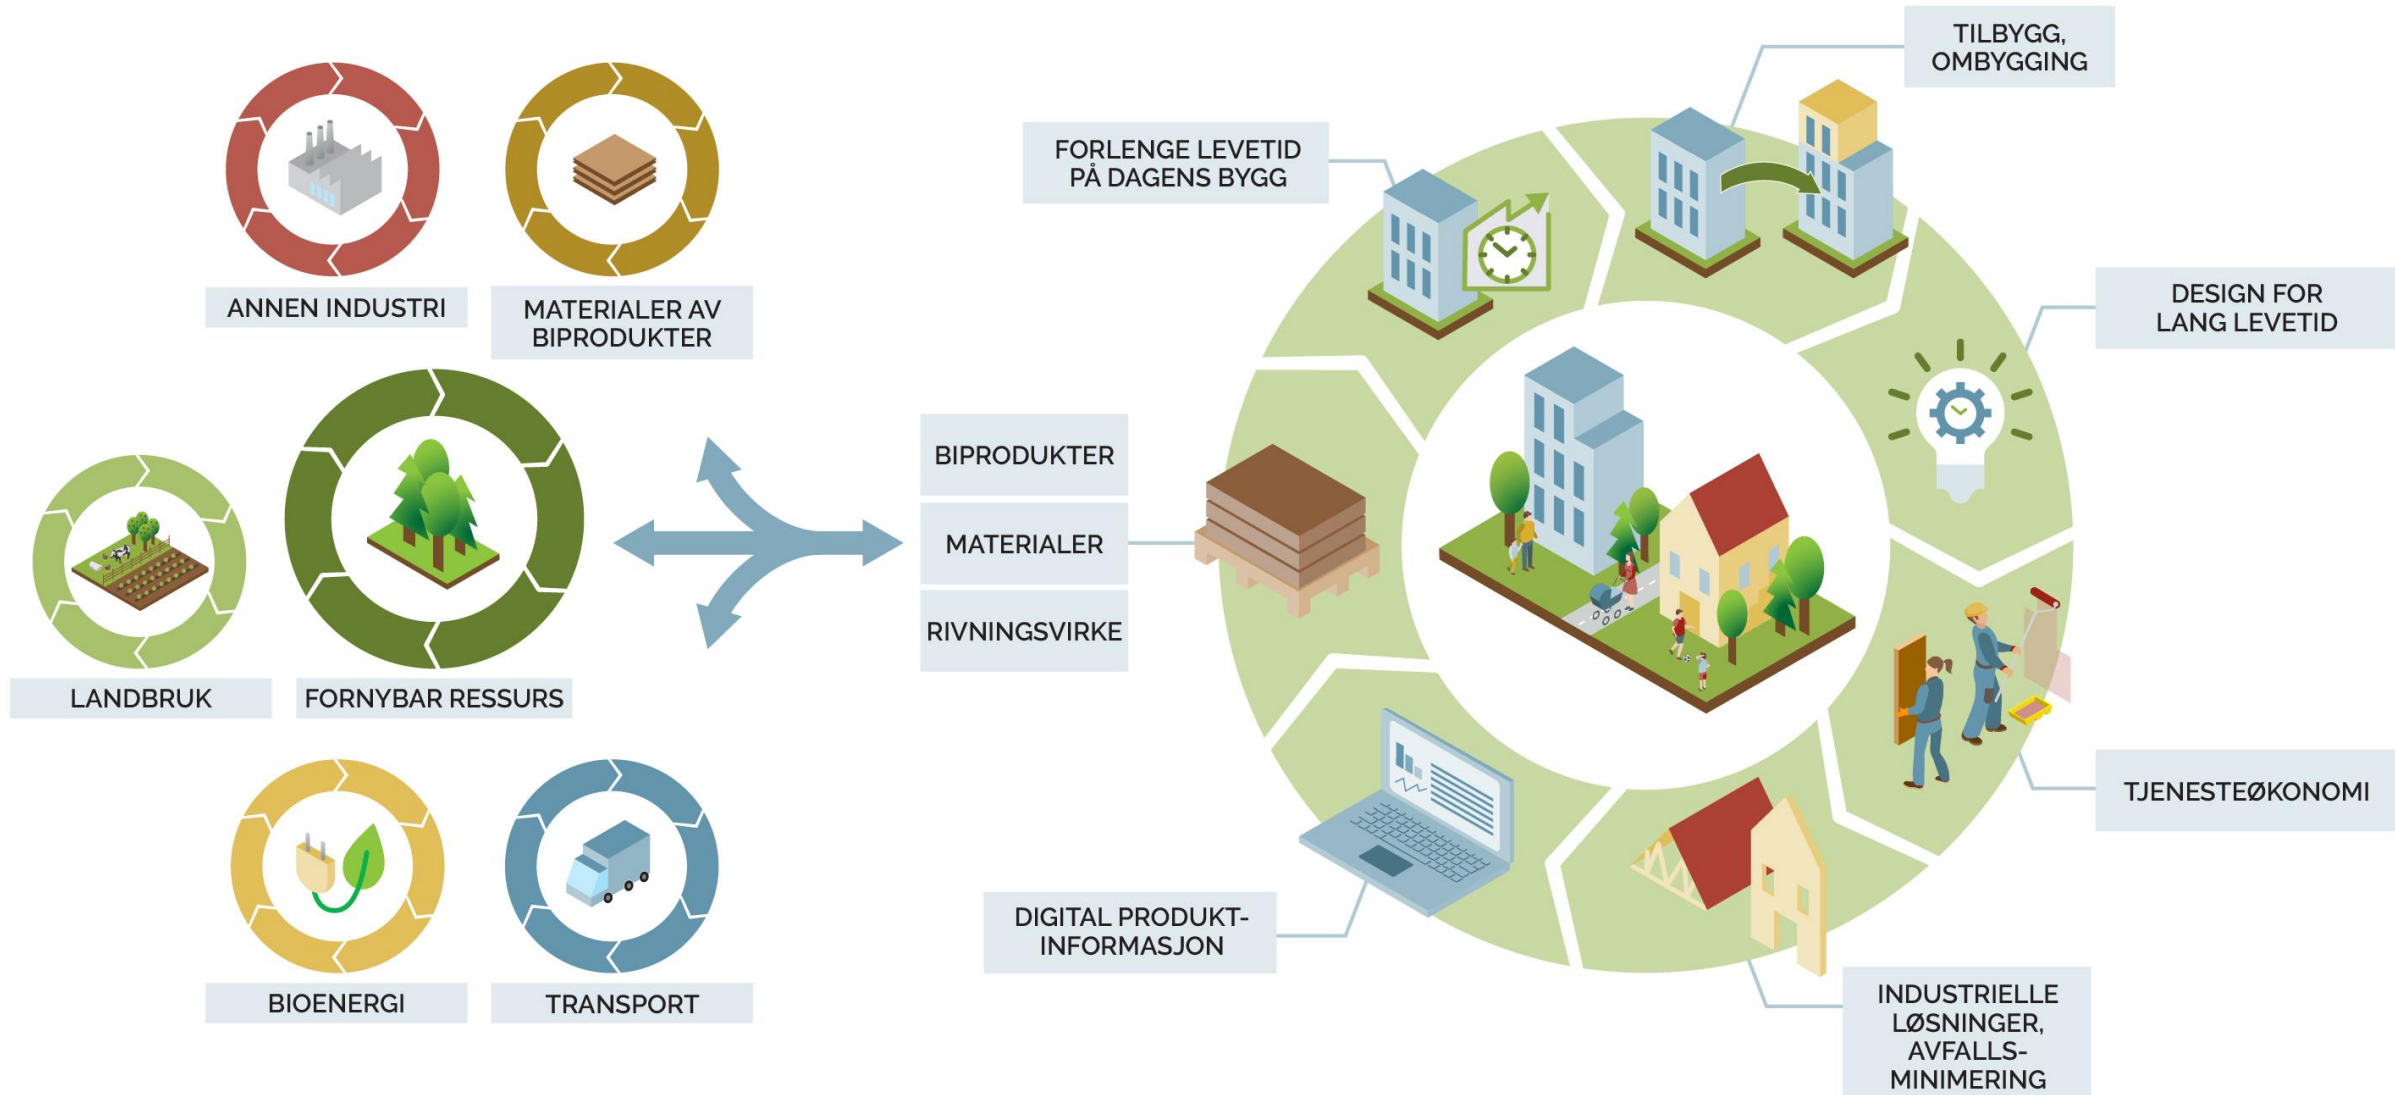 TILBYGG,
OMBYGGING
FORLENGE LEVETID
PÅ DAGENS BYGG
DESIGN FOR
LANG LEVETID
ANNEN INDUSTRI
MATERIALER AV
BIPRODUKTER
BIPRODUKTER
MATERIALER
RIVNINGSVIRKE
LANDBRUK
FORNYBAR RESSURS
TJENESTEØKONOMI
DIGITAL PRODUKT-
INFORMASJON
BIOENERGI
TRANSPORT
INDUSTRIELLE
LØSNINGER,
AVFALLS-
MINIMERING